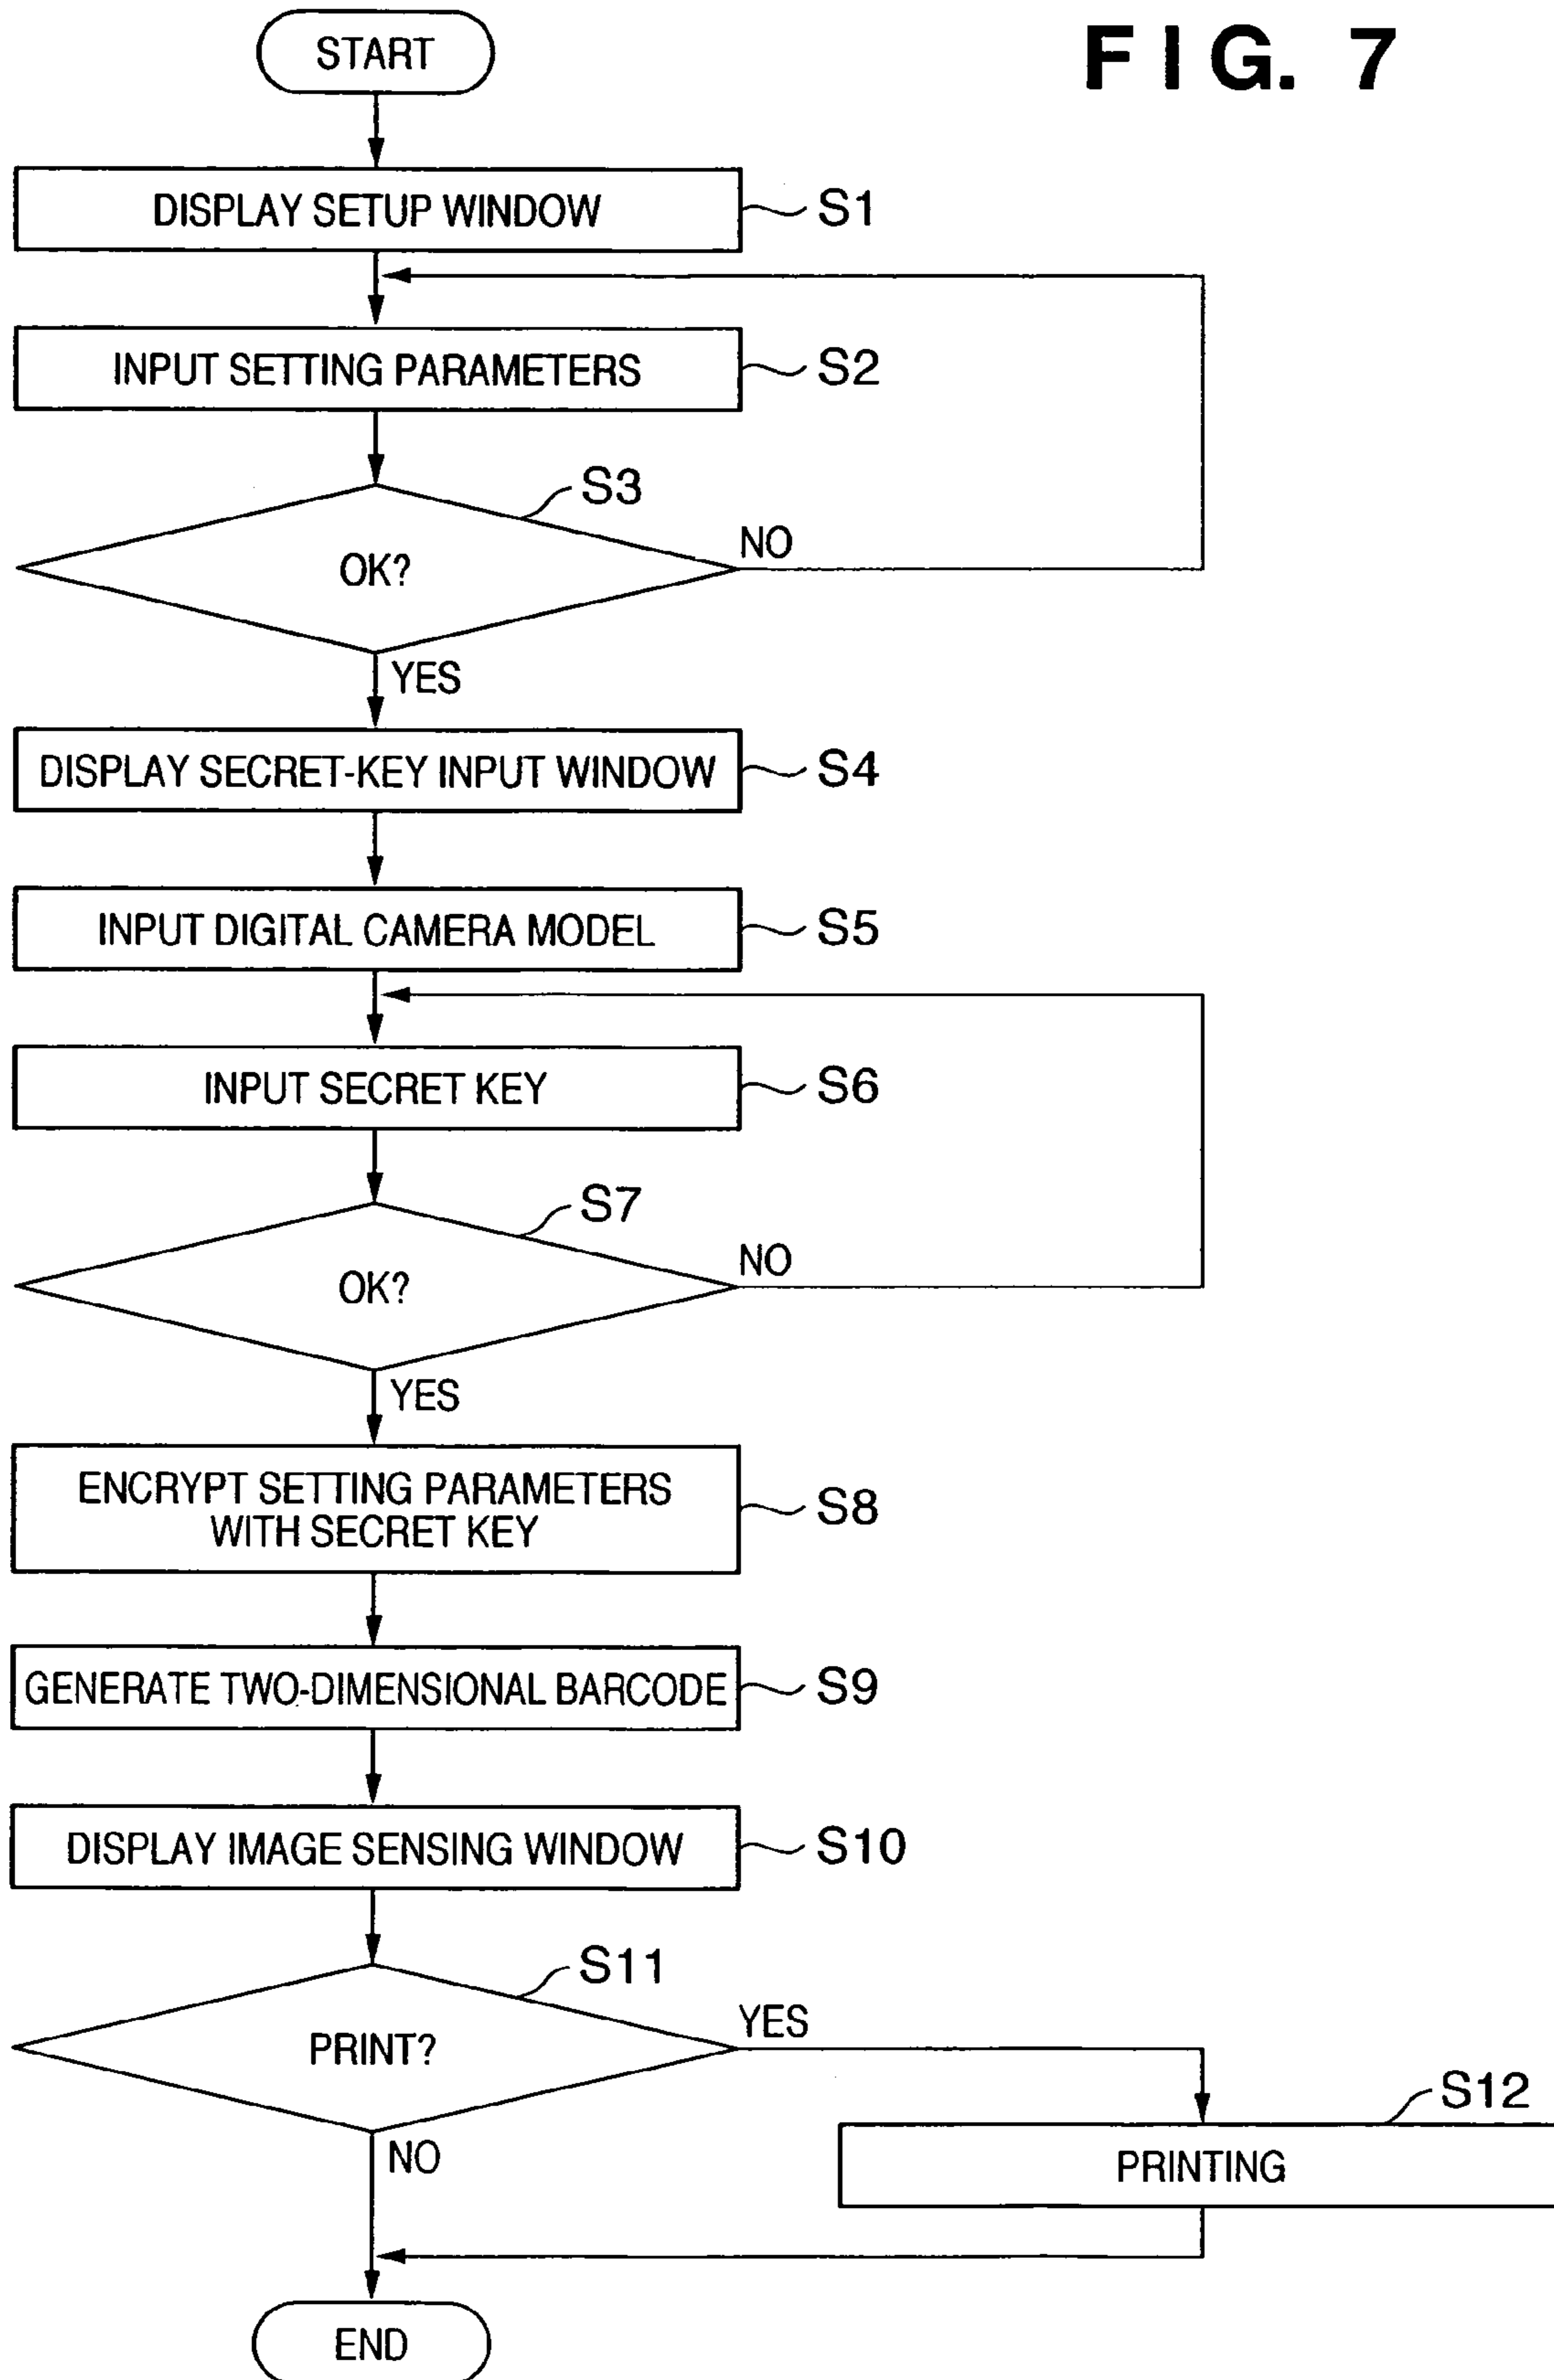 FIG. 7
START
DISPLAY SETUP WINDOW
S1
INPUT SETTING PARAMETERS
S2
S3
OK?
NO
YES
DISPLAY SECRET-KEY INPUT WINDOW
S4
INPUT DIGITAL CAMERA MODEL
S5
INPUT SECRET KEY
S6
S7
OK?
NO
YES
ENCRYPT SETTING PARAMETERS
WITH SECRET KEY
S8
GENERATE TWO-DIMENSIONAL BARCODE
S9
DISPLAY IMAGE SENSING WINDOW
S10
S11
PRINT?
YES
NO
S12
PRINTING
END